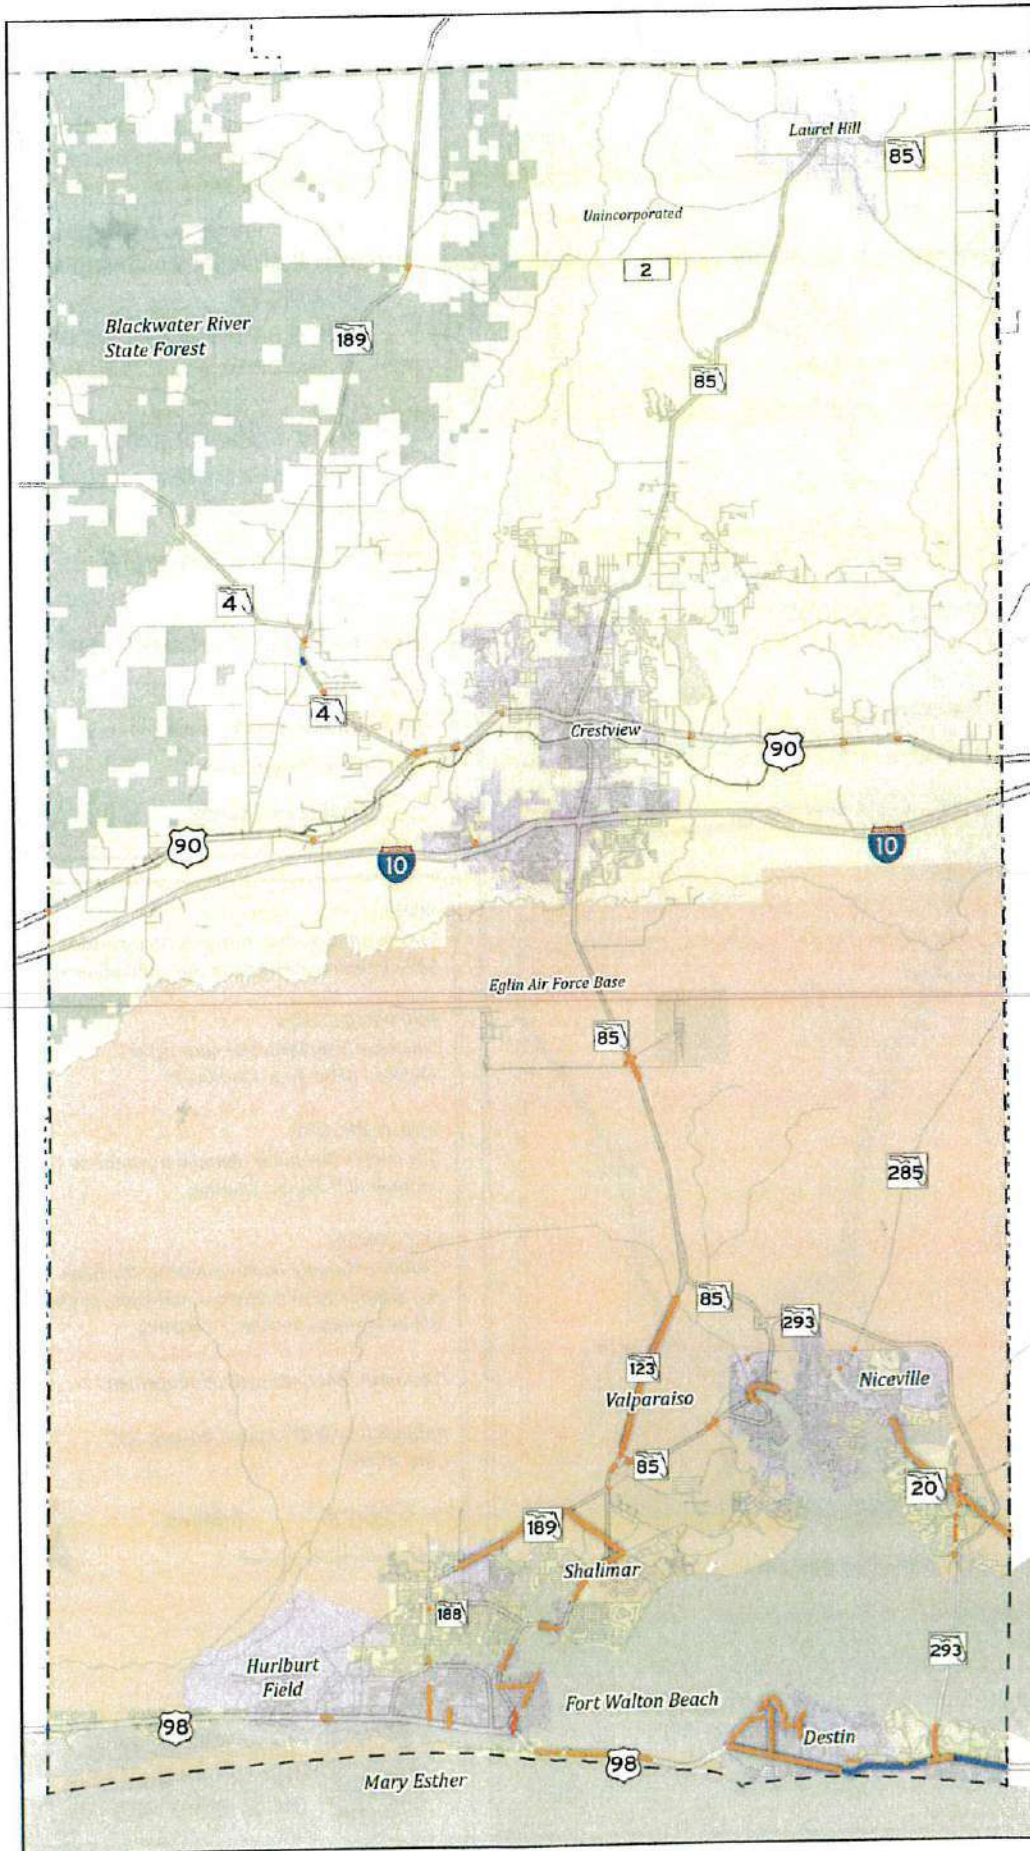 Laurel Hill
85
Unincorporated
2
Blackwater River
State Forest
189
85
4
4
Crestview
90
90
10
10
Eglin Air Force Base
85
285
85
293
123
Niceville
Valparaiso
85
20
189
Shalimar
188
293
Hurlburt
Field
Fort Walton Beach
98
Destin
98
Mary Esther